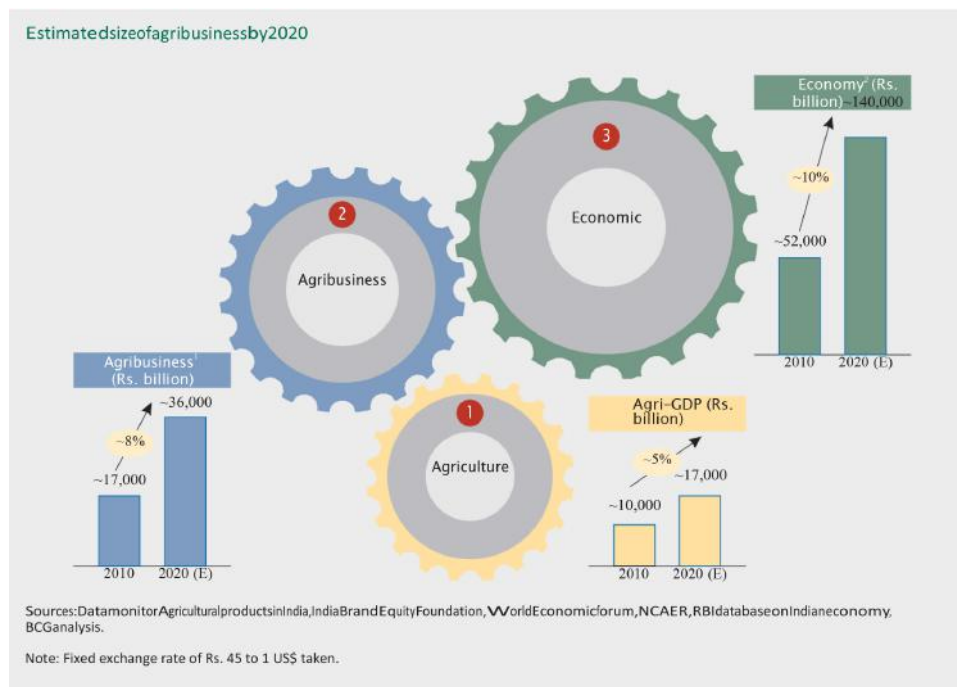 Estimatedsizeofagribusinessby2020
Economy² (Rs.
billion)~140,000
3
~10%
2
Economic
~52,000
Agribusiness
2010 2020 (E)
Agribusiness¹
(Rs. billion)
~36,000
~8%
~17,000
2010 2020 (E)
1
Agriculture
Agri-GDP (Rs.
billion)
~5%
~17,000
~10,000
2010 2020 (E)
Sources:DatamonitorAgriculturalproductsinIndia,IndiaBrandEquityFoundation,WorldEconomicforum,NCAER,RBIdatabaseonIndianeconomy,
BCGanalysis.
Note: Fixed exchange rate of Rs. 45 to 1 US$ taken.